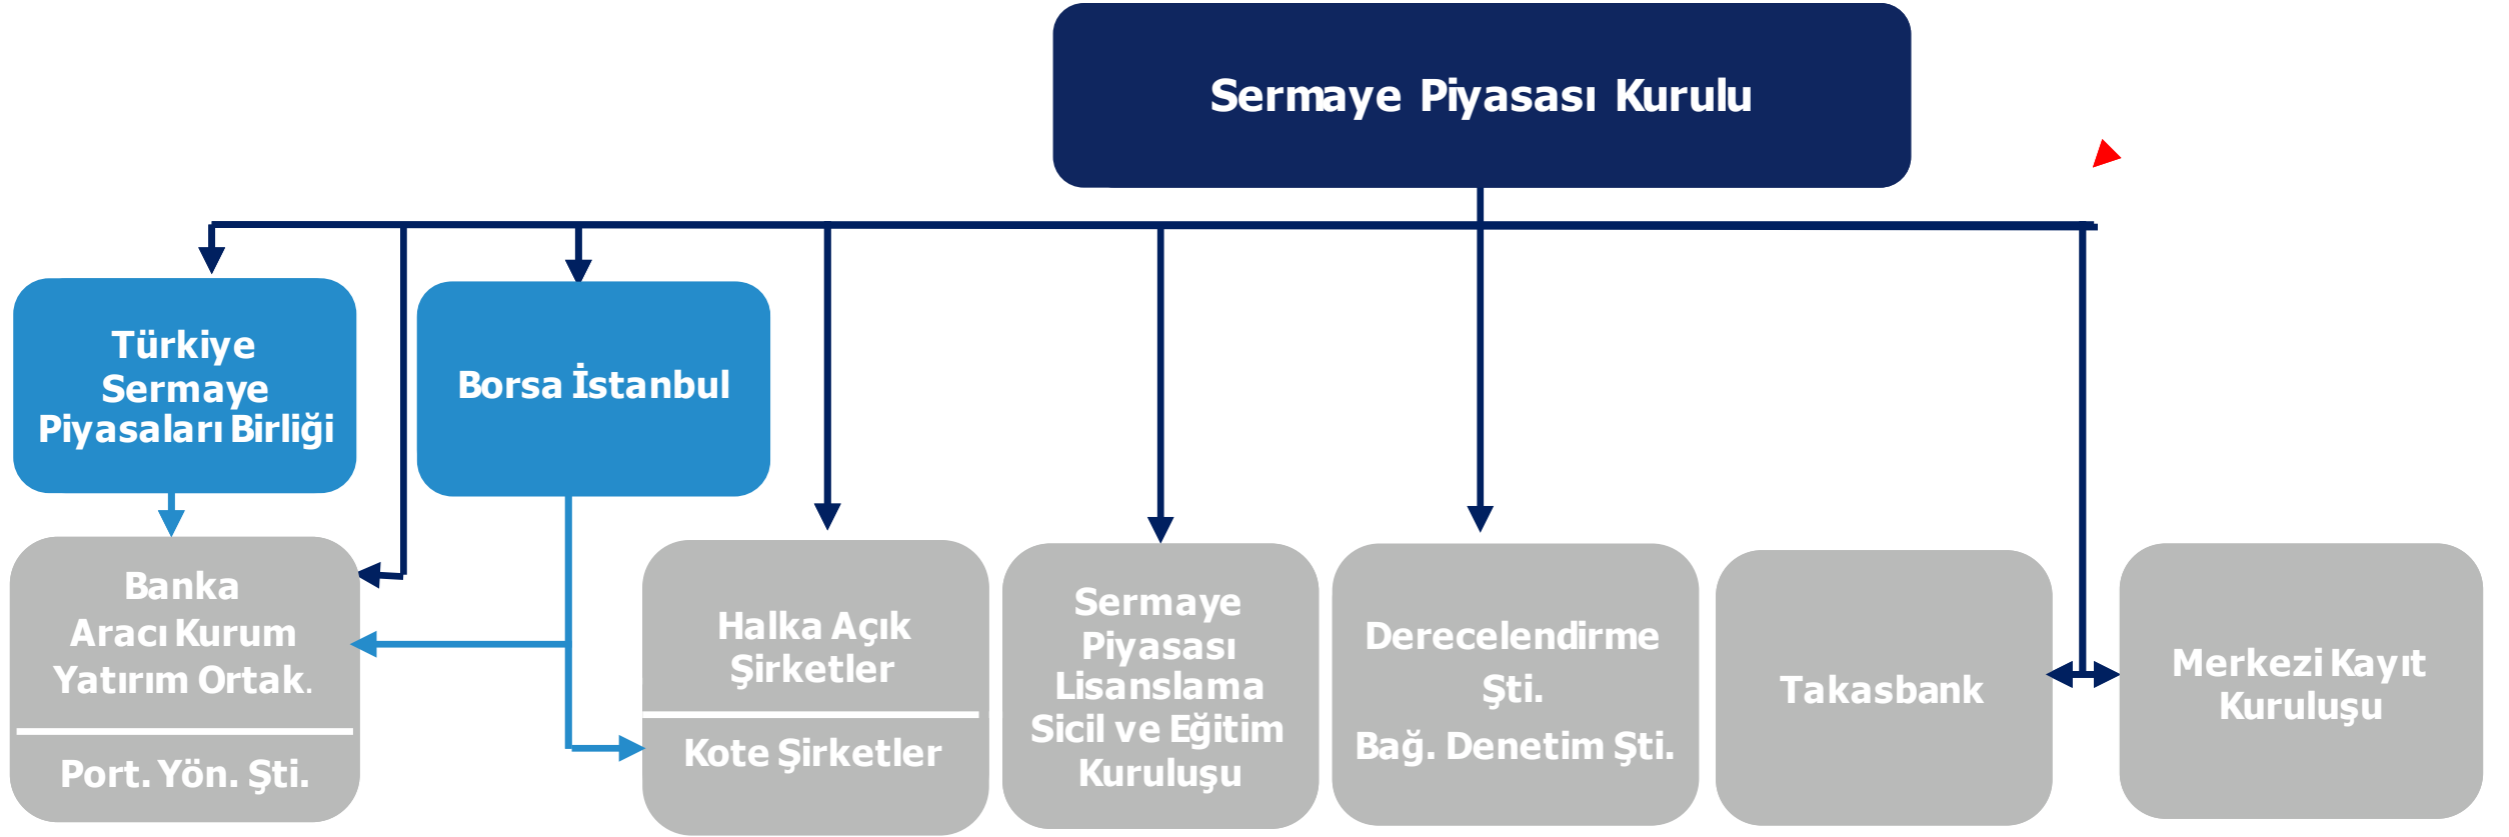 Sermaye Piyasası Kurulu
Türkiye
Sermaye
Piyasaları Birliği
Borsa İstanbul
Banka
Aracı Kurum
Yatırım Ortak.
Port. Yön. Şti.
Halka Açık
Şirketler
Kote Şirketler
Sermaye
Piyasası
Lisanslama
Sicil ve Eğitim
Kuruluşu
Derecelendirme
Şti.
Bağ. Denetim Şti.
Takasbank
Merkezi Kayıt
Kuruluşu